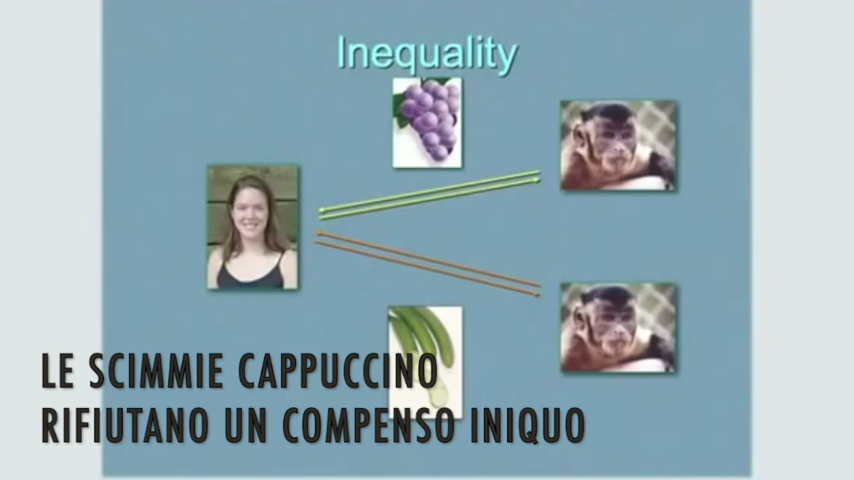 Inequality
LE SCIMMIE CAPPUCCINO
RIFIUTANO UN COMPENSO INIQUO